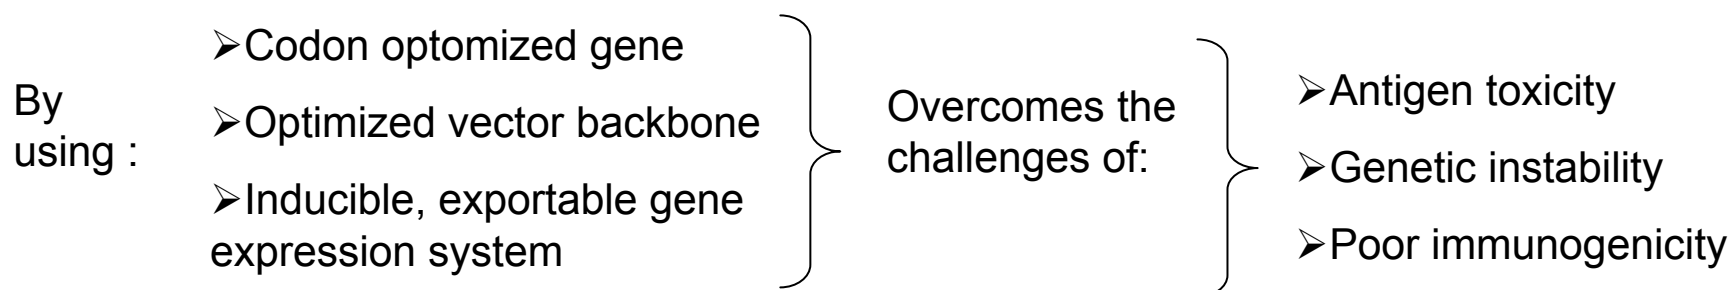 By
using :
➢Codon optomized gene
➢Optimized vector backbone
➢Inducible, exportable gene
expression system
Overcomes the
challenges of:
➢Antigen toxicity
➢Genetic instability
➢Poor immunogenicity